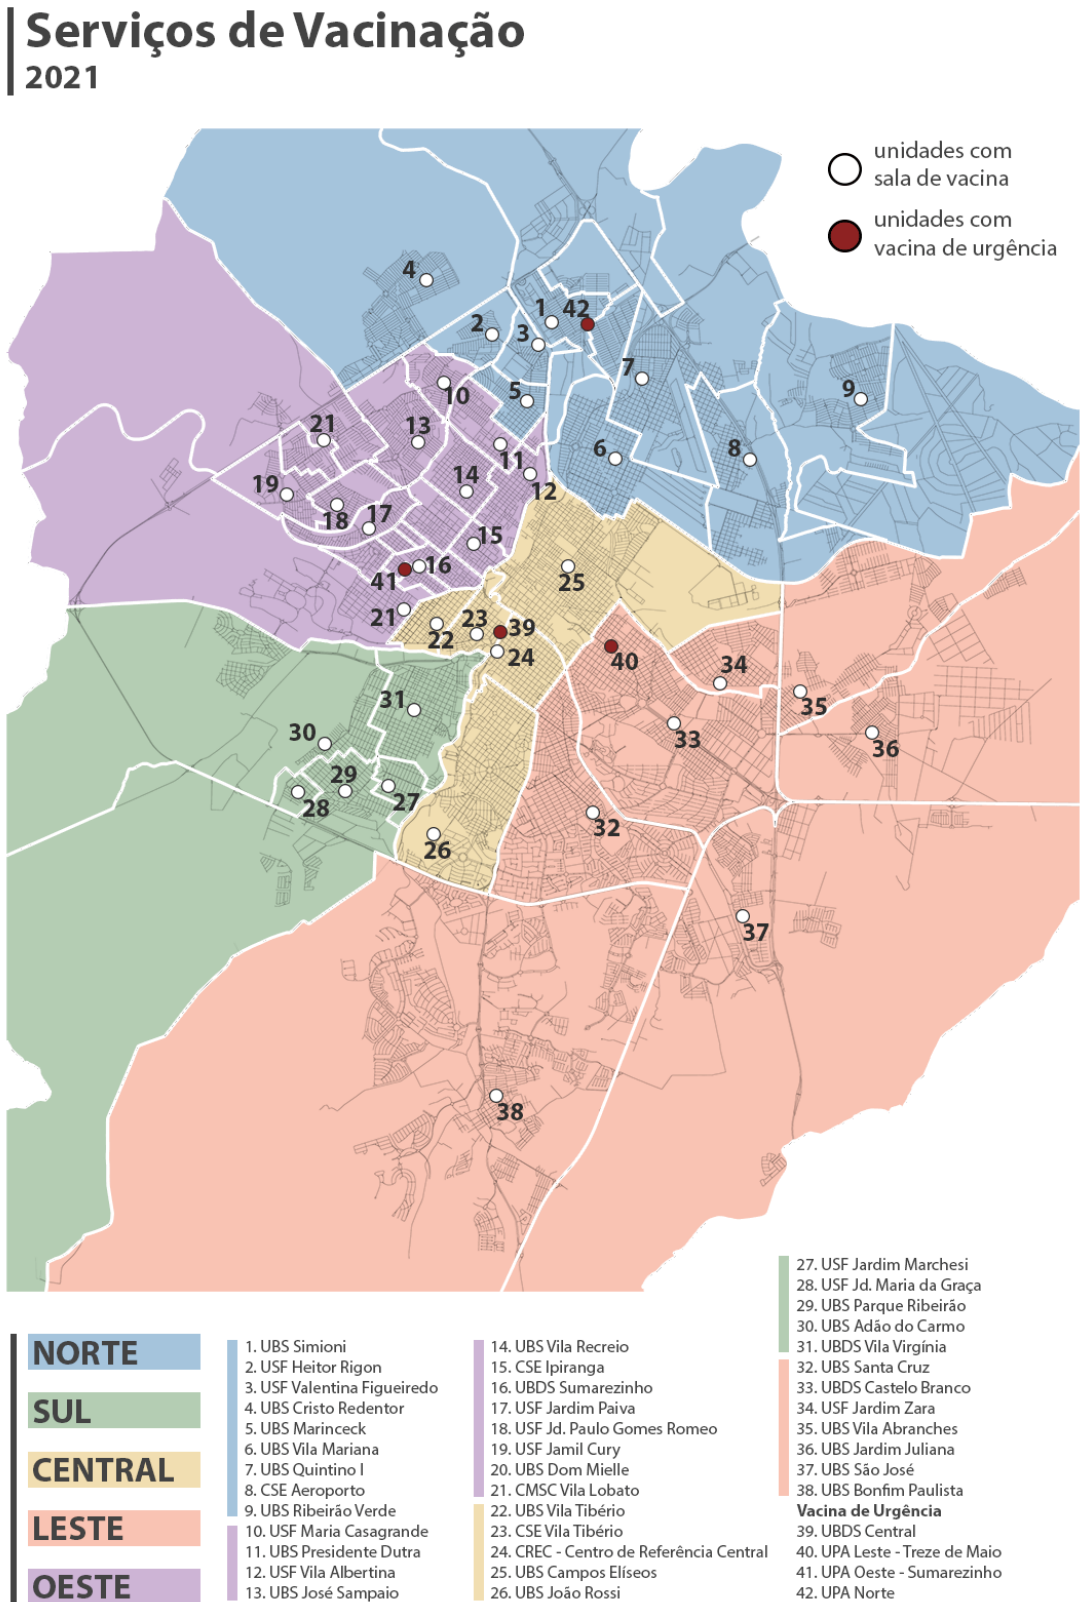 Serviços de Vacinação
2021
unidades com
sala de vacina
unidades com
vacina de urgência
4
1
42
2
3
7
5
9
10
21
13
6
8
11
14
19
12
18
17
15
16
41
25
21
23
39
22
24
40
34
31
35
30
33
36
29
27
28
32
26
37
38
NORTE
SUL
CENTRAL
LESTE
OESTE
1. UBS Simioni
2. USF Heitor Rigon
3. USF Valentina Figueiredo
4. UBS Cristo Redentor
5. UBS Marinceck
6. UBS Vila Mariana
7. UBS Quintino I
8. CSE Aeroporto
9. UBS Ribeirão Verde
10. USF Maria Casagrande
11. UBS Presidente Dutra
12. USF Vila Albertina
13. UBS José Sampaio
14. UBS Vila Recreio
15. CSE Ipiranga
16. UBDS Sumarezinho
17. USF Jardim Paiva
18. USF Jd. Paulo Gomes Romeo
19. USF Jamil Cury
20. UBS Dom Mielle
21. CMSC Vila Lobato
22. UBS Vila Tibério
23. CSE Vila Tibério
24. CREC - Centro de Referência Central
25. UBS Campos Elíseos
26. UBS João Rossi
27. USF Jardim Marchesi
28. USF Jd. Maria da Graça
29. UBS Parque Ribeirão
30. UBS Adão do Carmo
31. UBDS Vila Virgínia
32. UBS Santa Cruz
33. UBDS Castelo Branco
34. USF Jardim Zara
35. UBS Vila Abranches
36. UBS Jardim Juliana
37. UBS São José
38. UBS Bonfim Paulista
Vacina de Urgência
39. UBDS Central
40. UPA Leste - Treze de Maio
41. UPA Oeste - Sumarezinho
42. UPA Norte